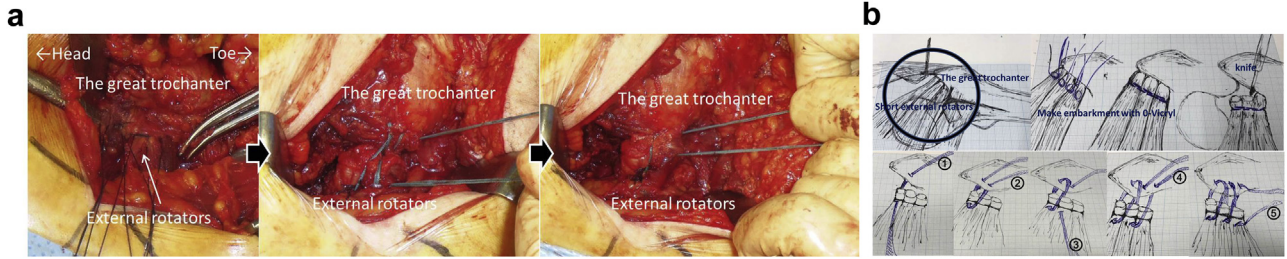 a
←Head Toe→
The great trochanter
External rotators
The great trochanter
External rotators
The great trochanter
External rotators
b
The great trochanter
Short external rotators
Make embarkment with 0-Vicryl
knife
①
②
③
④
⑤